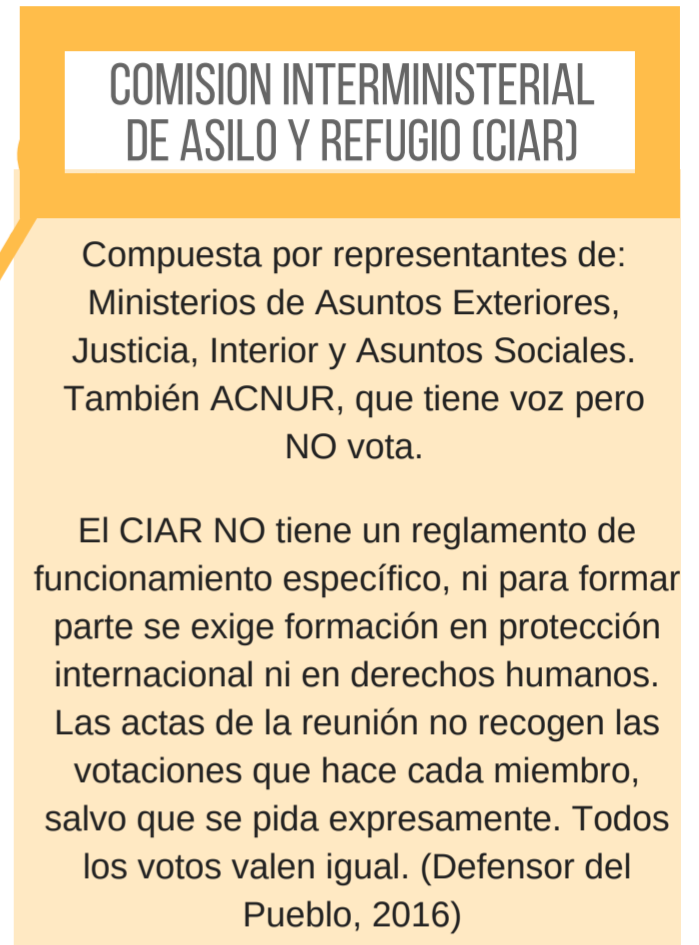 COMISION INTERMINISTERIAL
DE ASILO Y REFUGIO (CIAR)
Compuesta por representantes de:
Ministerios de Asuntos Exteriores,
Justicia, Interior y Asuntos Sociales.
También ACNUR, que tiene voz pero
NO vota.
El CIAR NO tiene un reglamento de
funcionamiento específico, ni para formar
parte se exige formación en protección
internacional ni en derechos humanos.
Las actas de la reunión no recogen las
votaciones que hace cada miembro,
salvo que se pida expresamente. Todos
los votos valen igual. (Defensor del
Pueblo, 2016)